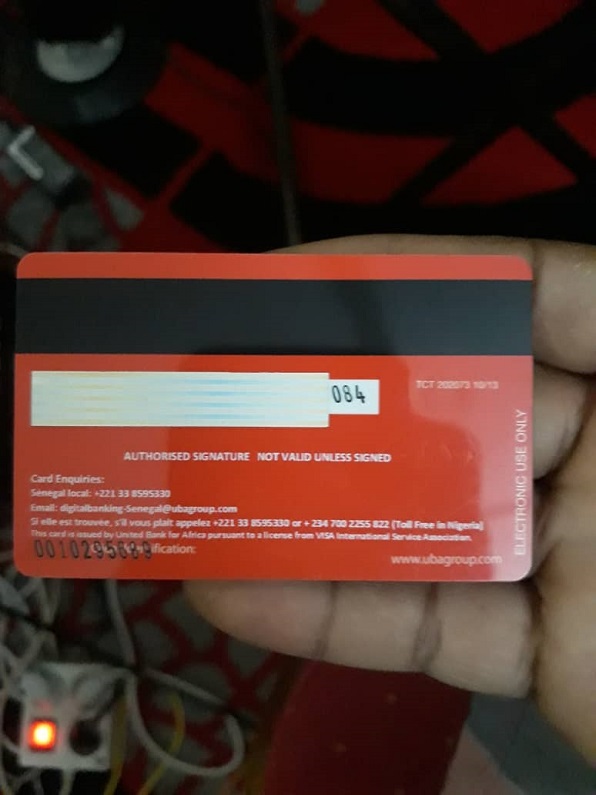 084
TCT 202073 10/13
AUTHORISED SIGNATURE NOT VALID UNLESS SIGNED
Card Enquiries:
Sénégal local: +221 33 8595330
Email: digitalbanking-Senegal@ubagroup.com
Si elle est trouvée, s'il vous plaît appelez +221 33 8595330 or + 234 700 2255 822 (Toll Free in Nigeria)
This card is issued by United Bank for Africa pursuant to a license from VISA International Service Association.
www.ubagroup.com
ELECTRONIC USE ONLY